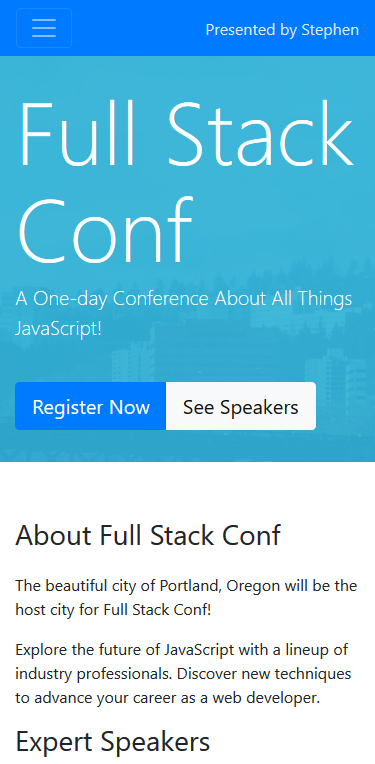 Presented by Stephen
Full Stack
Conf
A One-day Conference About All Things
JavaScript!
Register Now
See Speakers
About Full Stack Conf
The beautiful city of Portland, Oregon will be the
host city for Full Stack Conf!
Explore the future of JavaScript with a lineup of
industry professionals. Discover new techniques
to advance your career as a web developer.
Expert Speakers